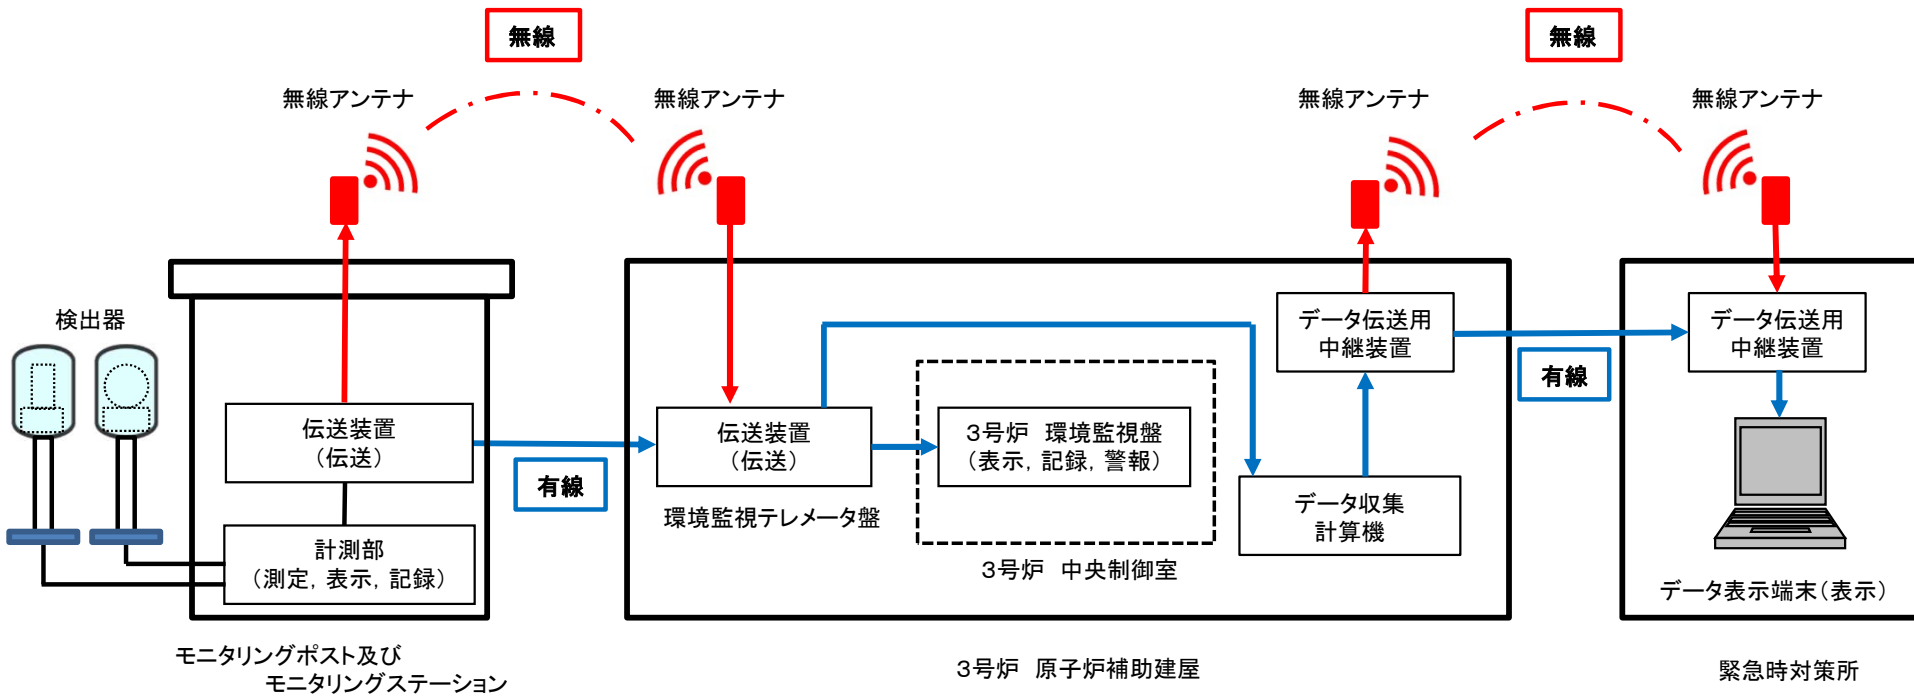 無線
無線
無線アンテナ
無線アンテナ
無線アンテナ
無線アンテナ
検出器
伝送装置
(伝送)
計測部
(測定, 表示, 記録)
有線
モニタリングポスト及び
モニタリングステーション
伝送装置
(伝送)
環境監視テレメータ盤
3号炉 環境監視盤
(表示, 記録, 警報)
3号炉 中央制御室
データ伝送用
中継装置
データ収集
計算機
3号炉 原子炉補助建屋
有線
データ伝送用
中継装置
データ表示端末(表示)
緊急時対策所